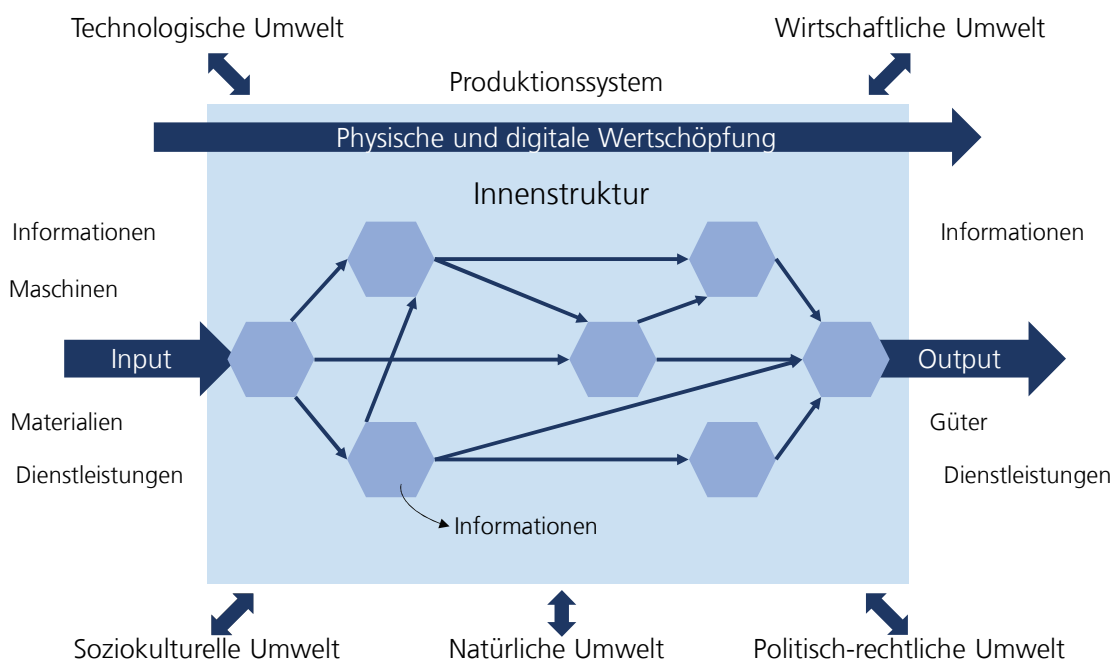 Technologische Umwelt
Wirtschaftliche Umwelt
Produktionssystem
Physische und digitale Wertschöpfung
Innenstruktur
Informationen
Maschinen
Input
Materialien
Dienstleistungen
Informationen
Informationen
Output
Güter
Dienstleistungen
Soziokulturelle Umwelt
Natürliche Umwelt
Politisch-rechtliche Umwelt